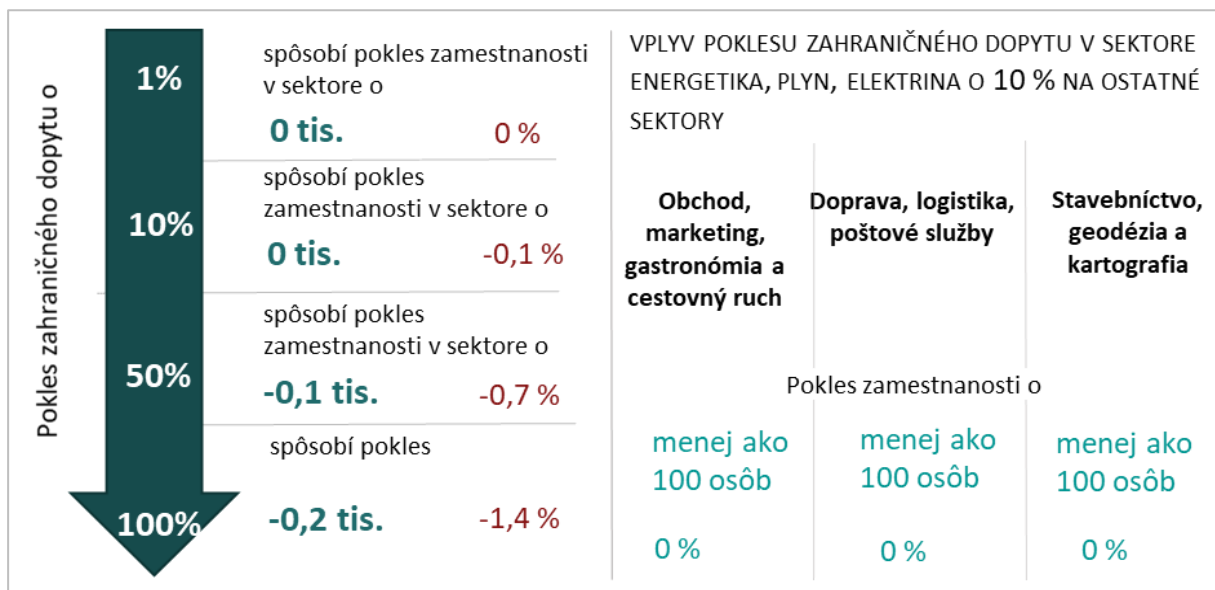 Pokles zahraničného dopytu o
1%
spôsobí pokles zamestnanosti
v sektore o
0 tis. 0 %
10%
spôsobí pokles
zamestnanosti v sektore o
0 tis. -0,1 %
50%
spôsobí pokles
zamestnanosti v sektore o
-0,1 tis. -0,7 %
100%
spôsobí pokles
-0,2 tis. -1,4 %
VPLYV POKLESU ZAHRANIČNÉHO DOPYTU V SEKTORE
ENERGETIKA, PLYN, ELEKTRINA O 10 % NA OSTATNÉ
SEKTORY
Obchod,
marketing,
gastronómia a
cestovný ruch
Doprava, logistika,
poštové služby
Stavebníctvo,
geodézia a
kartografia
Pokles zamestnanosti o
menej ako
100 osôb
0 %
menej ako
100 osôb
0 %
menej ako
100 osôb
0 %